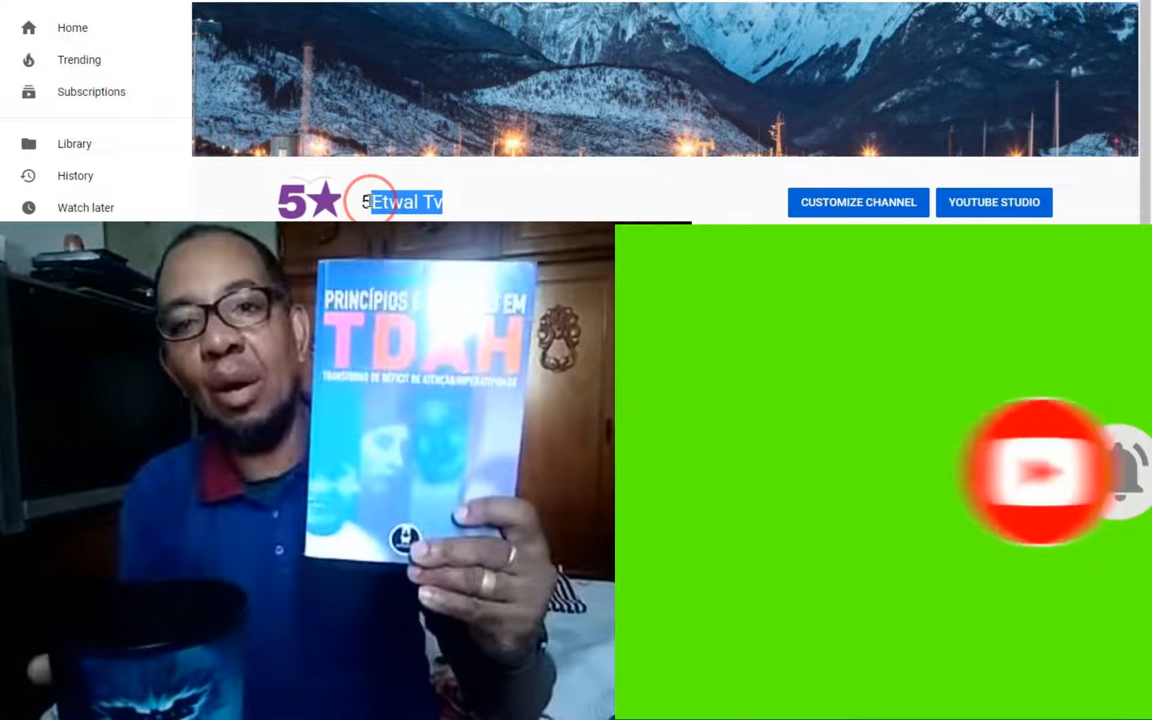 Home
Trending
Subscriptions
Library
History
Watch later
5★
5Etwal Tv
CUSTOMIZE CHANNEL
YOUTUBE STUDIO
PRINCÍPIOS E EM
TDAH
TRANSTORNO DE DÉFICIT DE ATENÇÃO/HIPERATIVIDADE